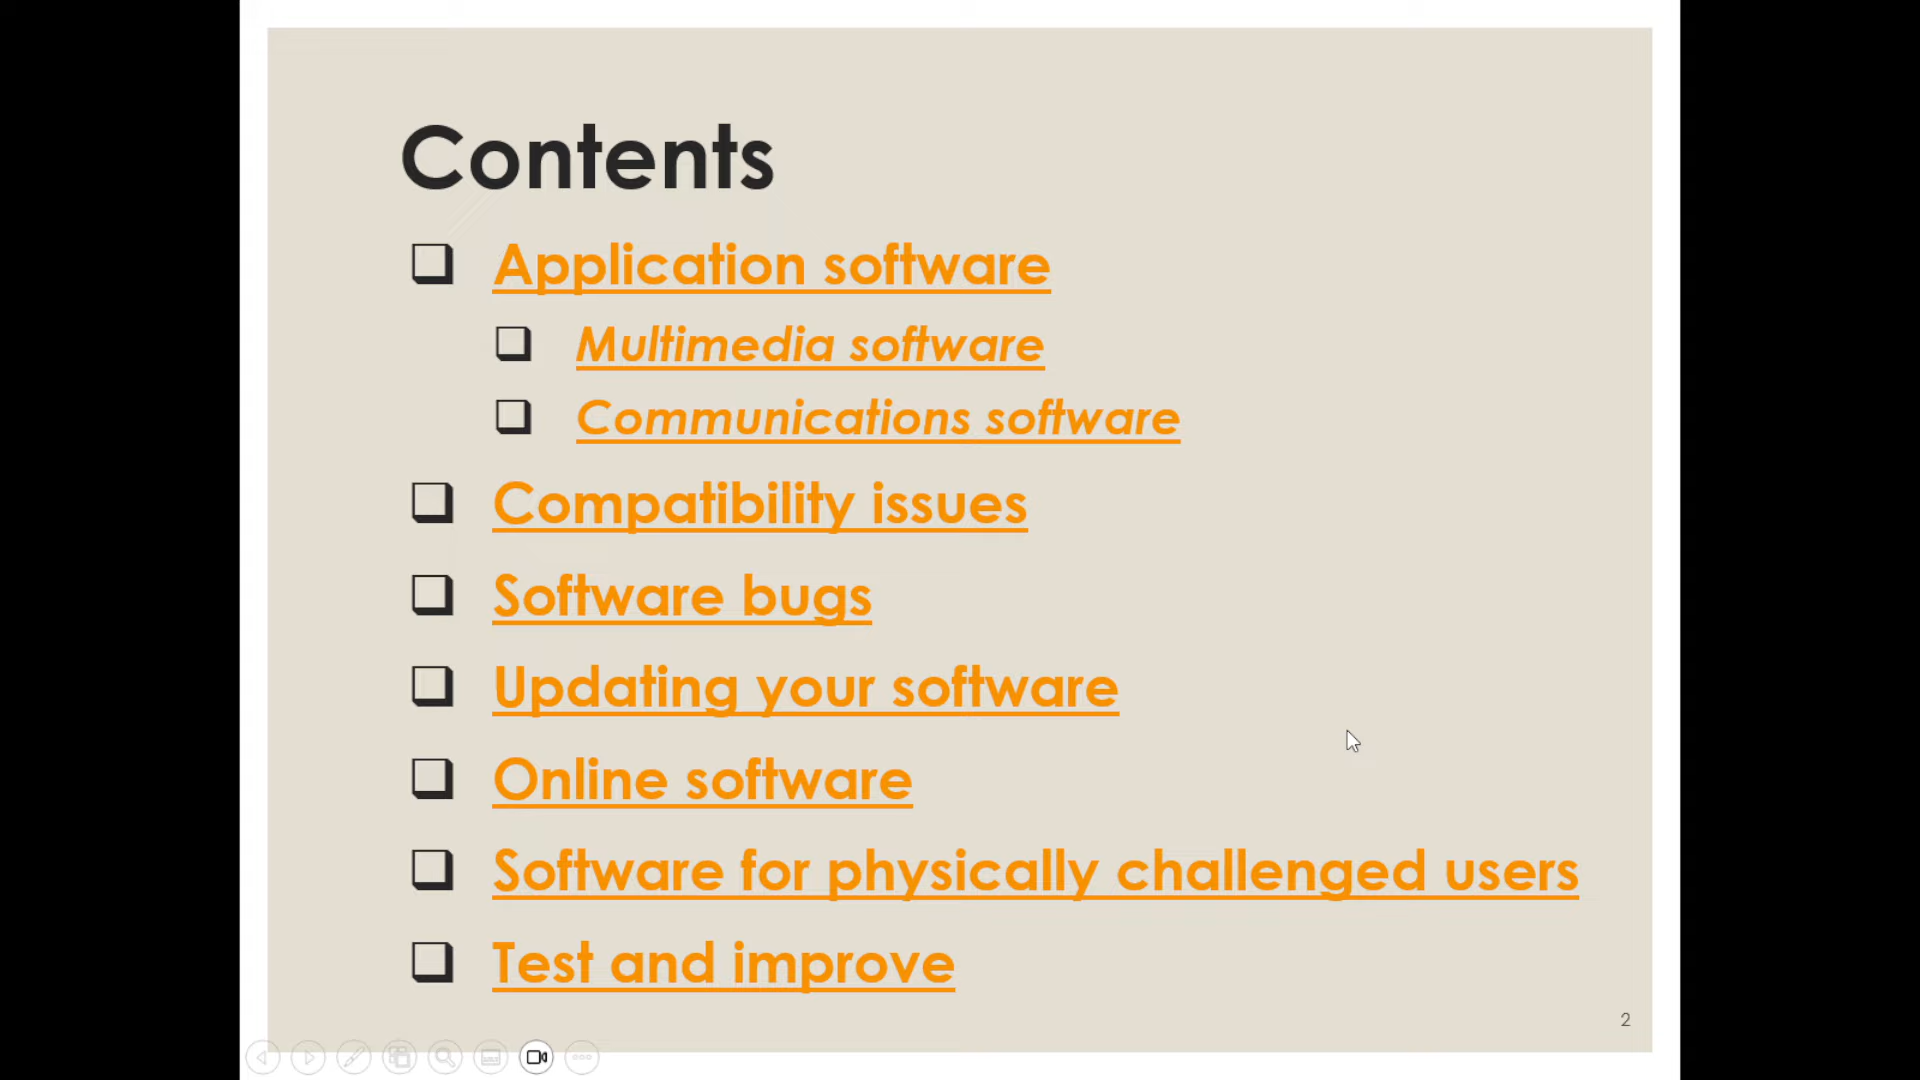 Contents
Application software
Multimedia software
Communications software
Compatibility issues
Software bugs
Updating your software
Online software
Software for physically challenged users
Test and improve
2